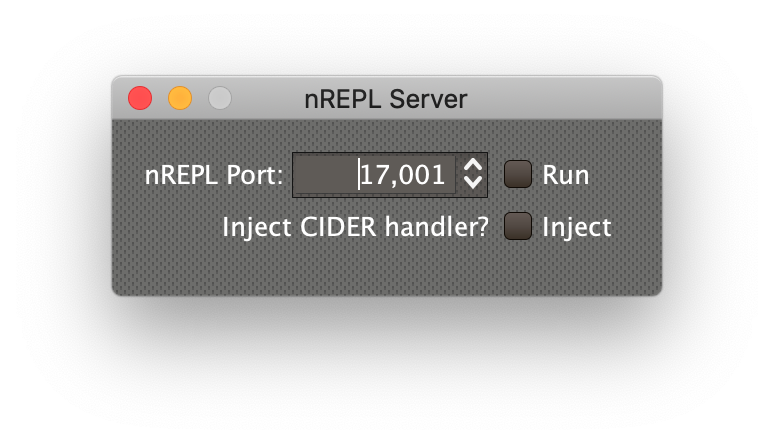 nREPL Server
nREPL Port: 17,001 Run
Inject CIDER handler? Inject